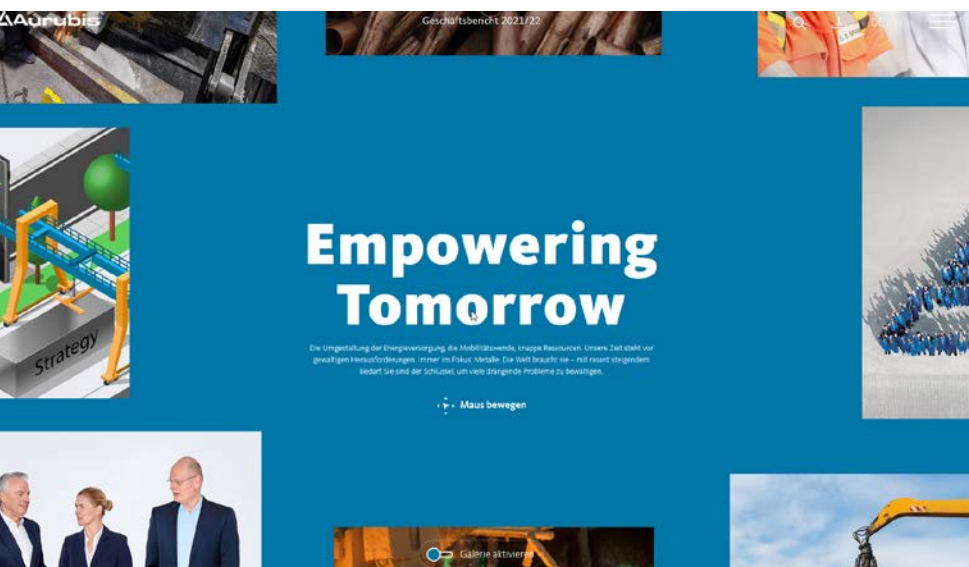 Aurubis
Geschäftsbericht 2021/22
Empowering
Tomorrow
Die Umgestaltung der Energieversorgung, die Mobilitätswende, knappe Ressourcen. Unsere Zeit steht vor
gewaltigen Herausforderungen. Immer im Fokus: Metalle. Die Welt braucht sie – mit rasant steigendem
Bedarf. Sie sind der Schlüssel, um viele drängende Probleme zu bewältigen.
Maus bewegen
Strategy
Galerie aktivieren